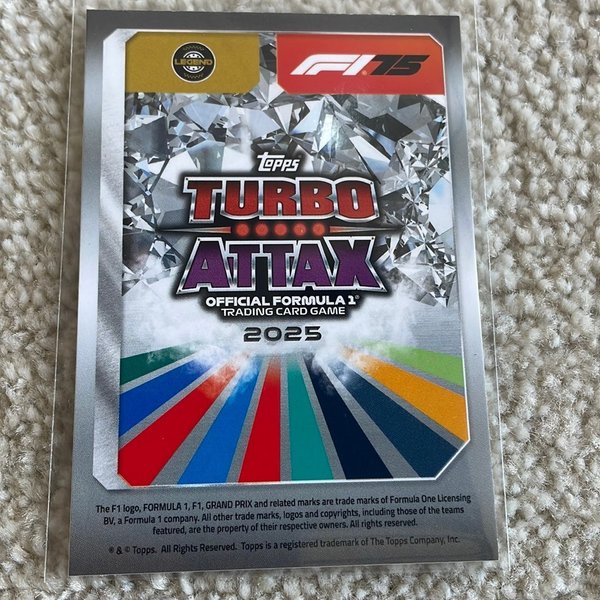 LEGEND
F1 75
topps
TURBO
ATTAX
OFFICIAL FORMULA 1®
TRADING CARD GAME
2025
The F1 logo, FORMULA 1, F1, GRAND PRIX and related marks are trade marks of Formula One Licensing
BV, a Formula 1 company. All other trade marks, logos and copyrights, including those of the teams
featured, are the property of their respective owners. All rights reserved.
® & © Topps. All Rights Reserved. Topps is a registered trademark of The Topps Company, Inc.